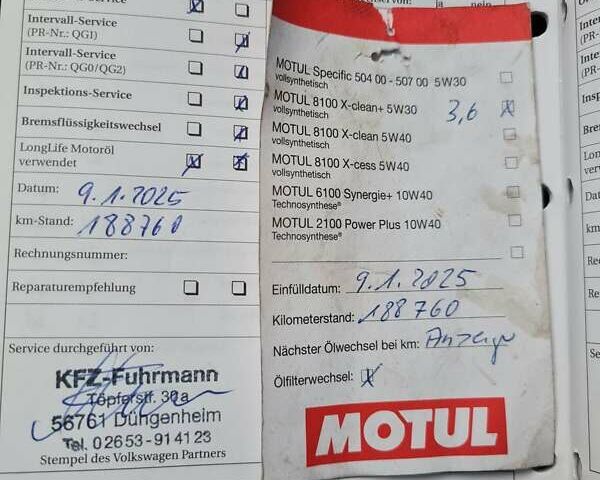 ja nein
Intervall-Service
(PR-Nr.: QG1)
Intervall-Service
(PR-Nr.: QG0/QG2)
Inspektions-Service
Bremsflüssigkeitswechsel
LongLife Motoröl
verwendet
Datum: 9.1.2025
km-Stand: 188760
Rechnungsnummer:
Reparaturempfehlung
Service durchgeführt von:
KFZ-Fuhrmann
Töpferstr. 30a
56761 Düngenheim
Tel. 02653-914123
Stempel des Volkswagen Partners
MOTUL Specific 504 00 - 507 00 5W30
vollsynthetisch
MOTUL 8100 X-clean+ 5W30 3,6 X
vollsynthetisch
MOTUL 8100 X-clean 5W40
vollsynthetisch
MOTUL 8100 X-cess 5W40
vollsynthetisch
MOTUL 6100 Synergie+ 10W40
Technosynthese®
MOTUL 2100 Power Plus 10W40
Technosynthese®
Einfülldatum: 9.1.2025
Kilometerstand: 188760
Nächster Ölwechsel bei km: Anzeige
Ölfilterwechsel: X
MOTUL